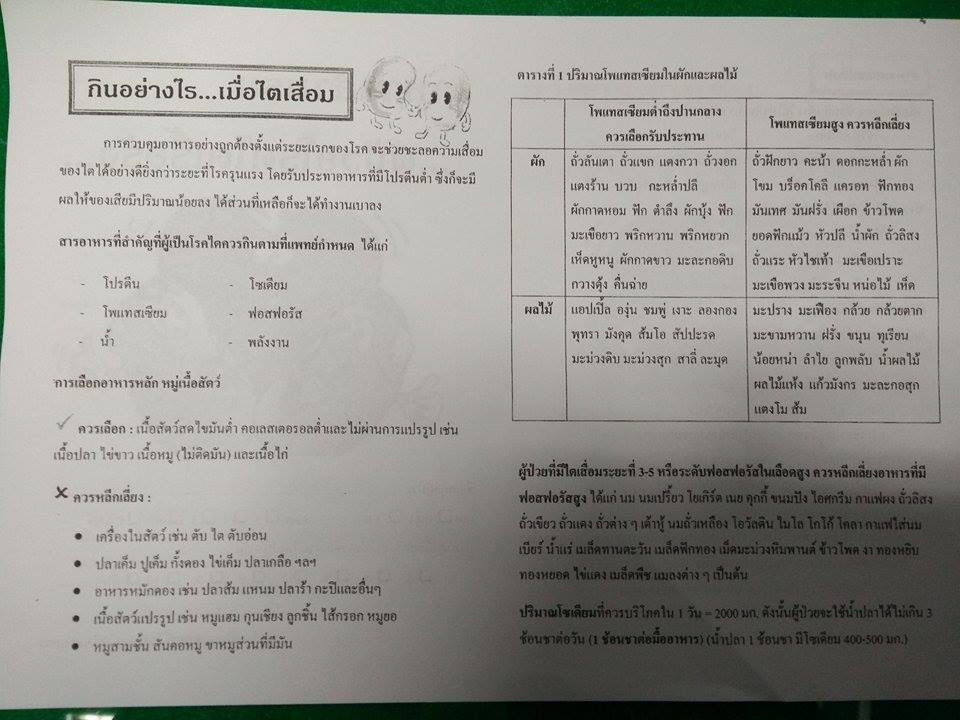 กินอย่างไร...เมื่อไตเสื่อม
การควบคุมอาหารอย่างถูกต้องตั้งแต่ระยะแรกของโรค จะช่วยชะลอความเสื่อม
ของไตได้อย่างดียิ่งกว่าระยะที่โรครุนแรง โดยรับประทาอาหารที่มีโปรตีนต่ำ ซึ่งก็จะมี
ผลให้ของเสียมีปริมาณน้อยลง ได้ส่วนที่เหลือก็จะได้ทำงานเบาลง
สารอาหารที่สำคัญที่ผู้เป็นโรคไตควรกินตามที่แพทย์กำหนด ได้แก่
- โปรตีน - โซเดียม
- โพแทสเซียม - ฟอสฟอรัส
- น้ำ - พลังงาน
การเลือกอาหารหลัก หมู่เนื้อสัตว์
✓ ควรเลือก : เนื้อสัตว์สดไขมันต่ำ คอเลสเตอรอลต่ำและไม่ผ่านการแปรรูป เช่น
เนื้อปลา ไข่ขาว เนื้อหมู (ไม่ติดมัน) และเนื้อไก่
✗ ควรหลีกเลี่ยง :
• เครื่องในสัตว์ เช่น ตับ ไต ตับอ่อน
• ปลาเค็ม ปูเค็ม กั้งดอง ไข่เค็ม ปลาเกลือ ฯลฯ
• อาหารหมักดอง เช่น ปลาส้ม แหนม ปลาร้า กะปิและอื่นๆ
• เนื้อสัตว์แปรรูป เช่น หมูแฮม กุนเชียง ลูกชิ้น ไส้กรอก หมูยอ
• หมูสามชั้น สันคอหมู ขาหมูส่วนที่มีมัน
ตารางที่ 1 ปริมาณโพแทสเซียมในผักและผลไม้
โพแทสเซียมต่ำถึงปานกลาง
ควรเลือกรับประทาน
โพแทสเซียมสูง ควรหลีกเลี่ยง
ผัก
ถั่วลันเตา ถั่วแขก แตงกวา ถั่วงอก
แตงร้าน บวบ กะหล่ำปลี
ผักกาดหอม ฟัก ตำลึง ผักบุ้ง ฟัก
มะเขือยาว พริกหวาน พริกหยวก
เห็ดหูหนู ผักกาดขาว มะละกอดิบ
กวางตุ้ง คื่นฉ่าย
ถั่วฝักยาว คะน้า ดอกกะหล่ำ ผัก
โขม บร็อคโคลี แครอท ฟักทอง
มันเทศ มันฝรั่ง เผือก ข้าวโพด
ยอดฟักแม้ว หัวปลี น้ำผัก ถั่วลิสง
ถั่วแระ หัวไชเท้า มะเขือเปราะ
มะเขือพวง มะระจีน หน่อไม้ เห็ด
ผลไม้
แอปเปิ้ล องุ่น ชมพู่ เงาะ ลองกอง
พุทรา มังคุด ส้มโอ สัปปะรด
มะม่วงดิบ มะม่วงสุก สาลี่ ละมุด
มะปราง มะเฟือง กล้วย กล้วยตาก
มะขามหวาน ฝรั่ง ขนุน ทุเรียน
น้อยหน่า ลำไย ลูกพลับ น้ำผลไม้
ผลไม้แห้ง แก้วมังกร มะละกอสุก
แตงโม ส้ม
ผู้ป่วยที่มีไตเสื่อมระยะที่ 3-5 หรือระดับฟอสฟอรัสในเลือดสูง ควรหลีกเลี่ยงอาหารที่มี
ฟอสฟอรัสสูง ได้แก่ นม นมเปรี้ยว โยเกิร์ต เนย คุกกี้ ขนมปัง ไอศกรีม กาแฟผง ถั่วลิสง
ถั่วเขียว ถั่วแดง ถั่วต่าง ๆ เต้าหู้ นมถั่วเหลือง โอวัลติน ไมโล โกโก้ โคลา กาแฟใส่นม
เบียร์ น้ำแร่ เมล็ดทานตะวัน เมล็ดฟักทอง เม็ดมะม่วงหิมพานต์ ข้าวโพด งา ทองหยิบ
ทองหยอด ไข่แดง เมล็ดพืช แมลงต่าง ๆ เป็นต้น
ปริมาณโซเดียมที่ควรบริโภคใน 1 วัน = 2000 มก. ดังนั้นผู้ป่วยจะใช้น้ำปลาได้ไม่เกิน 3
ช้อนชาต่อวัน (1 ช้อนชาต่อมื้ออาหาร) (น้ำปลา 1 ช้อนชา มีโซเดียม 400-500 มก.)